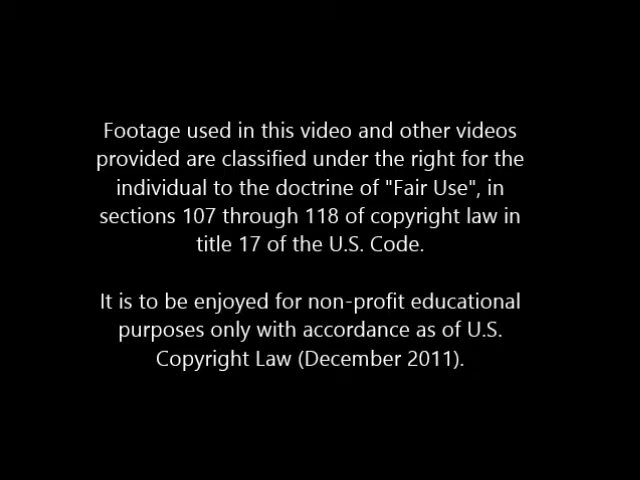 Footage used in this video and other videos
provided are classified under the right for the
individual to the doctrine of "Fair Use", in
sections 107 through 118 of copyright law in
title 17 of the U.S. Code.
It is to be enjoyed for non-profit educational
purposes only with accordance as of U.S.
Copyright Law (December 2011).